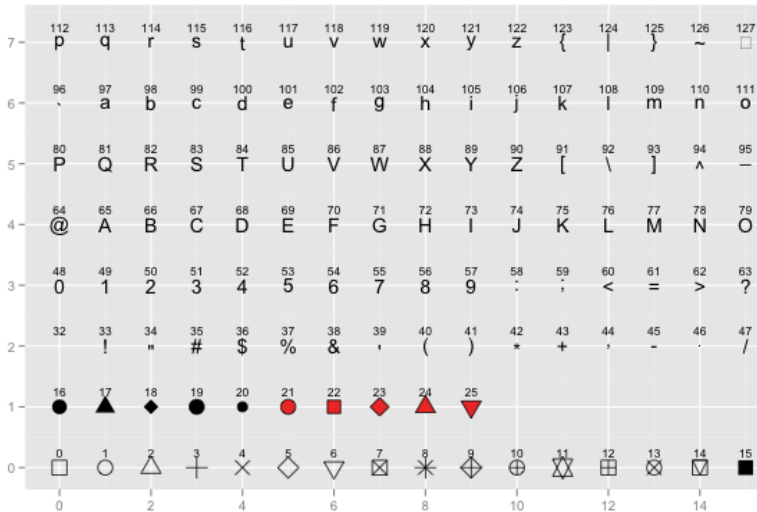 112 113 114 115 116 117 118 119 120 121 122 123 124 125 126 127
7 p q r s t u v w x y z { | } ~
96 97 98 99 100 101 102 103 104 105 106 107 108 109 110 111
6 ` a b c d e f g h i j k l m n o
80 81 82 83 84 85 86 87 88 89 90 91 92 93 94 95
5 P Q R S T U V W X Y Z [ \ ] ^ _
64 65 66 67 68 69 70 71 72 73 74 75 76 77 78 79
4 @ A B C D E F G H I J K L M N O
48 49 50 51 52 53 54 55 56 57 58 59 60 61 62 63
3 0 1 2 3 4 5 6 7 8 9 : ; < = > ?
32 33 34 35 36 37 38 39 40 41 42 43 44 45 46 47
2 ! " # $ % & ' ( ) * + , - . /
16 17 18 19 20 21 22 23 24 25
1
0 1 2 3 4 5 6 7 8 9 10 11 12 13 14 15
0
0 2 4 6 8 10 12 14